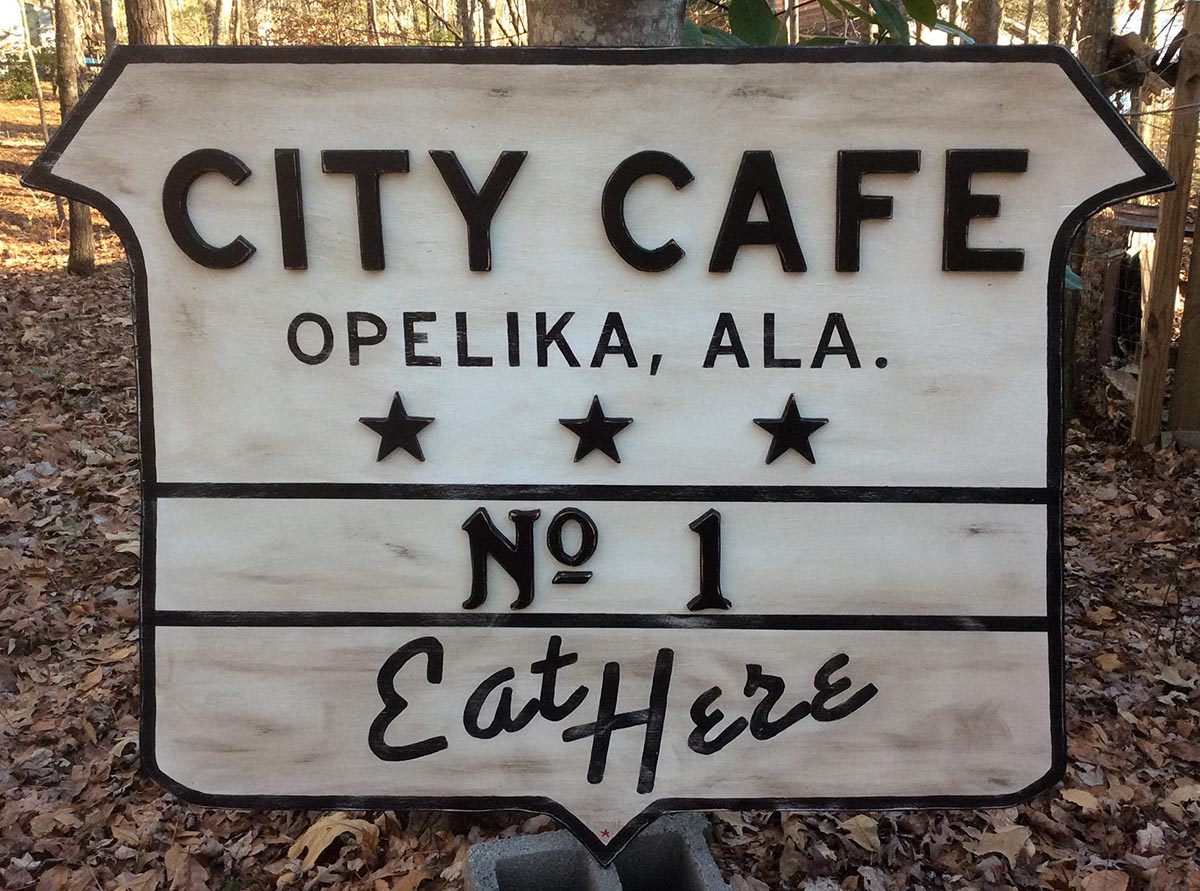 CITY CAFE
OPELIKA, ALA.
Nº 1
Eat Here